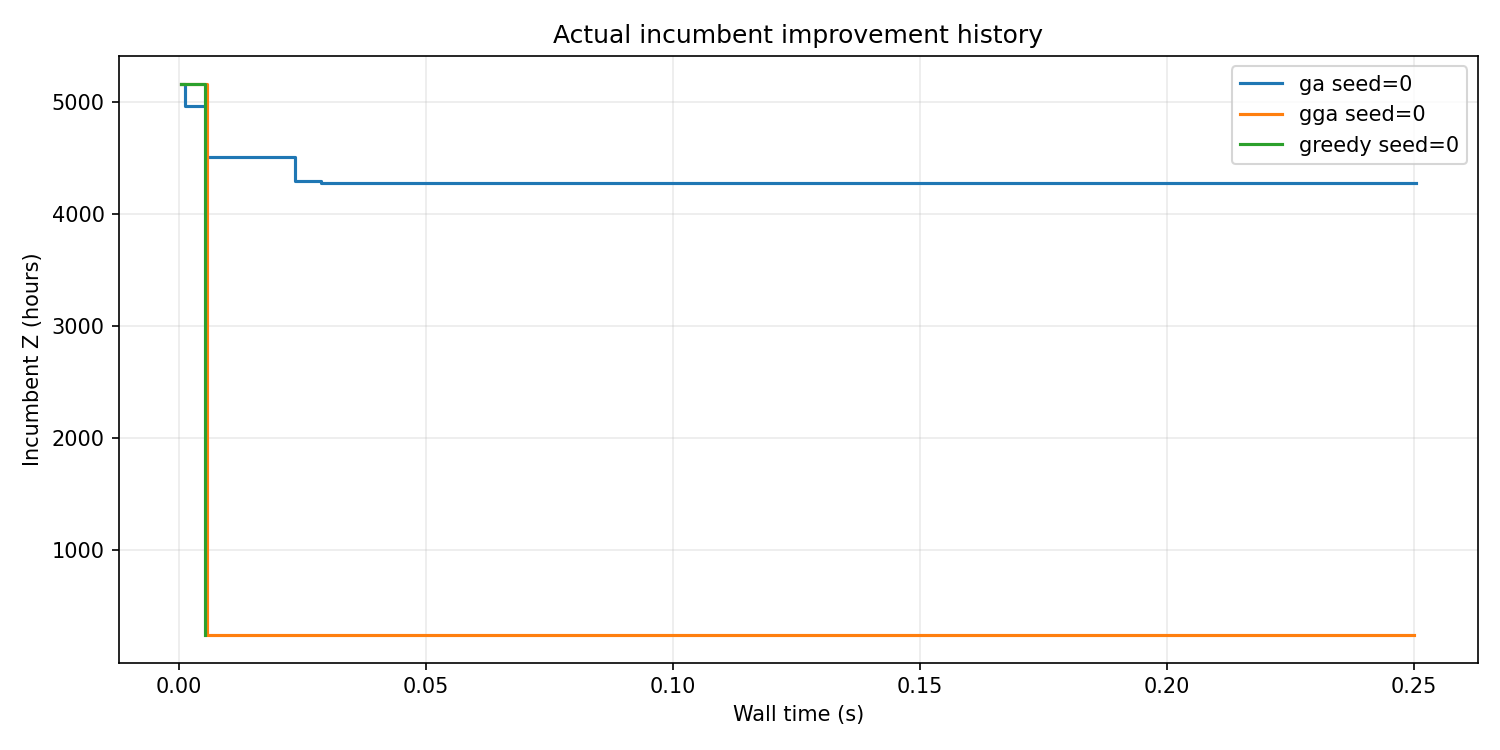 Actual incumbent improvement history
ga seed=0
gga seed=0
greedy seed=0
Incumbent Z (hours)
5000
4000
3000
2000
1000
0.00 0.05 0.10 0.15 0.20 0.25
Wall time (s)